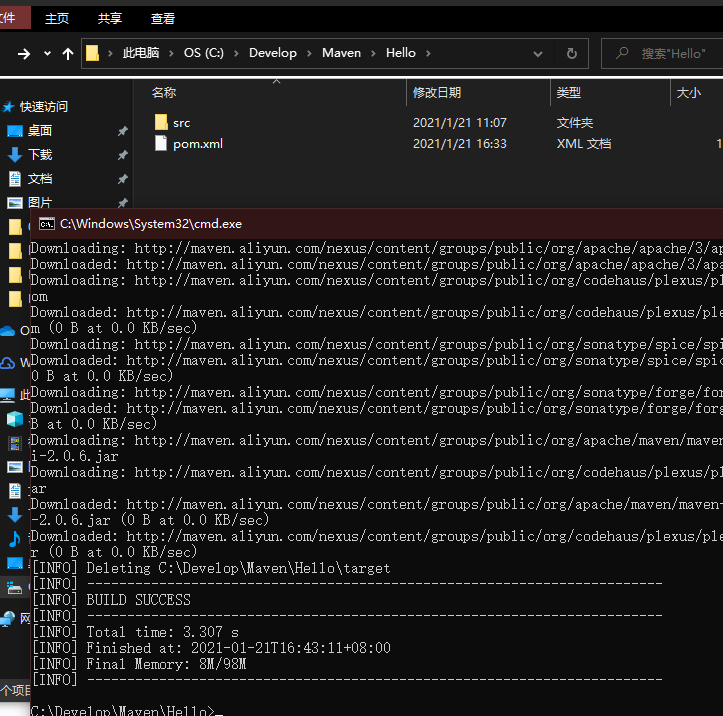 文件 主页 共享 查看
此电脑 OS (C:) Develop Maven Hello 搜索"Hello"
名称 修改日期 类型 大小
快速访问
src 2021/1/21 11:07 文件夹
桌面
pom.xml 2021/1/21 16:33 XML 文档 1
下载
文档
图片
C:\Windows\System32\cmd.exe
Downloading: http://maven.aliyun.com/nexus/content/groups/public/org/apache/apache/3/ap
Downloaded: http://maven.aliyun.com/nexus/content/groups/public/org/apache/apache/3/apa
Downloading: http://maven.aliyun.com/nexus/content/groups/public/org/codehaus/plexus/pl
om
Downloaded: http://maven.aliyun.com/nexus/content/groups/public/org/codehaus/plexus/ple
m (0 B at 0.0 KB/sec)
Downloading: http://maven.aliyun.com/nexus/content/groups/public/org/sonatype/spice/spi
Downloaded: http://maven.aliyun.com/nexus/content/groups/public/org/sonatype/spice/spic
0 B at 0.0 KB/sec)
Downloading: http://maven.aliyun.com/nexus/content/groups/public/org/sonatype/forge/for
Downloaded: http://maven.aliyun.com/nexus/content/groups/public/org/sonatype/forge/forg
B at 0.0 KB/sec)
Downloading: http://maven.aliyun.com/nexus/content/groups/public/org/apache/maven/maven
i-2.0.6.jar
Downloading: http://maven.aliyun.com/nexus/content/groups/public/org/codehaus/plexus/pl
ar
Downloaded: http://maven.aliyun.com/nexus/content/groups/public/org/apache/maven/maven-
-2.0.6.jar (0 B at 0.0 KB/sec)
Downloaded: http://maven.aliyun.com/nexus/content/groups/public/org/codehaus/plexus/ple
r (0 B at 0.0 KB/sec)
[INFO] Deleting C:\Develop\Maven\Hello\target
[INFO] ------------------------------------------------------------------------
[INFO] BUILD SUCCESS
[INFO] ------------------------------------------------------------------------
[INFO] Total time: 3.307 s
[INFO] Finished at: 2021-01-21T16:43:11+08:00
[INFO] Final Memory: 8M/98M
[INFO] ------------------------------------------------------------------------
个项目
C:\Develop\Maven\Hello>_